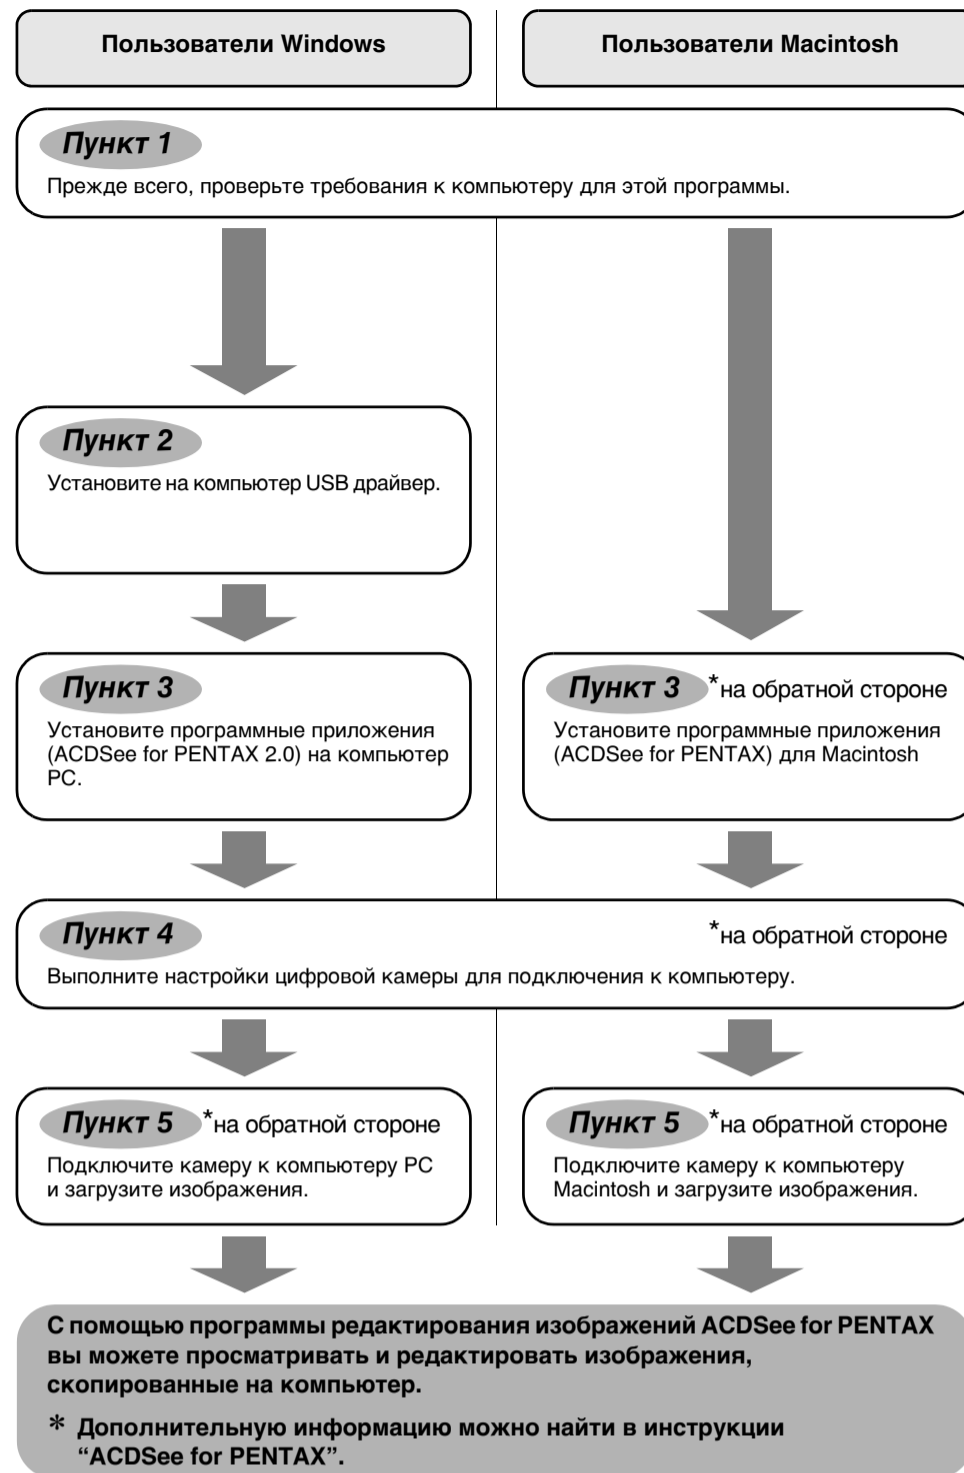 Пользователи Windows
Пользователи Macintosh
Пункт 1
Прежде всего, проверьте требования к компьютеру для этой программы.
Пункт 2
Установите на компьютер USB драйвер.
Пункт 3
Установите программные приложения
(ACDSee for PENTAX 2.0) на компьютер
PC.
Пункт 3 *на обратной стороне
Установите программные приложения
(ACDSee for PENTAX) для Macintosh
Пункт 4 *на обратной стороне
Выполните настройки цифровой камеры для подключения к компьютеру.
Пункт 5 *на обратной стороне
Подключите камеру к компьютеру PC
и загрузите изображения.
Пункт 5 *на обратной стороне
Подключите камеру к компьютеру
Macintosh и загрузите изображения.
С помощью программы редактирования изображений ACDSee for PENTAX
вы можете просматривать и редактировать изображения,
скопированные на компьютер.
* Дополнительную информацию можно найти в инструкции
“ACDSee for PENTAX”.